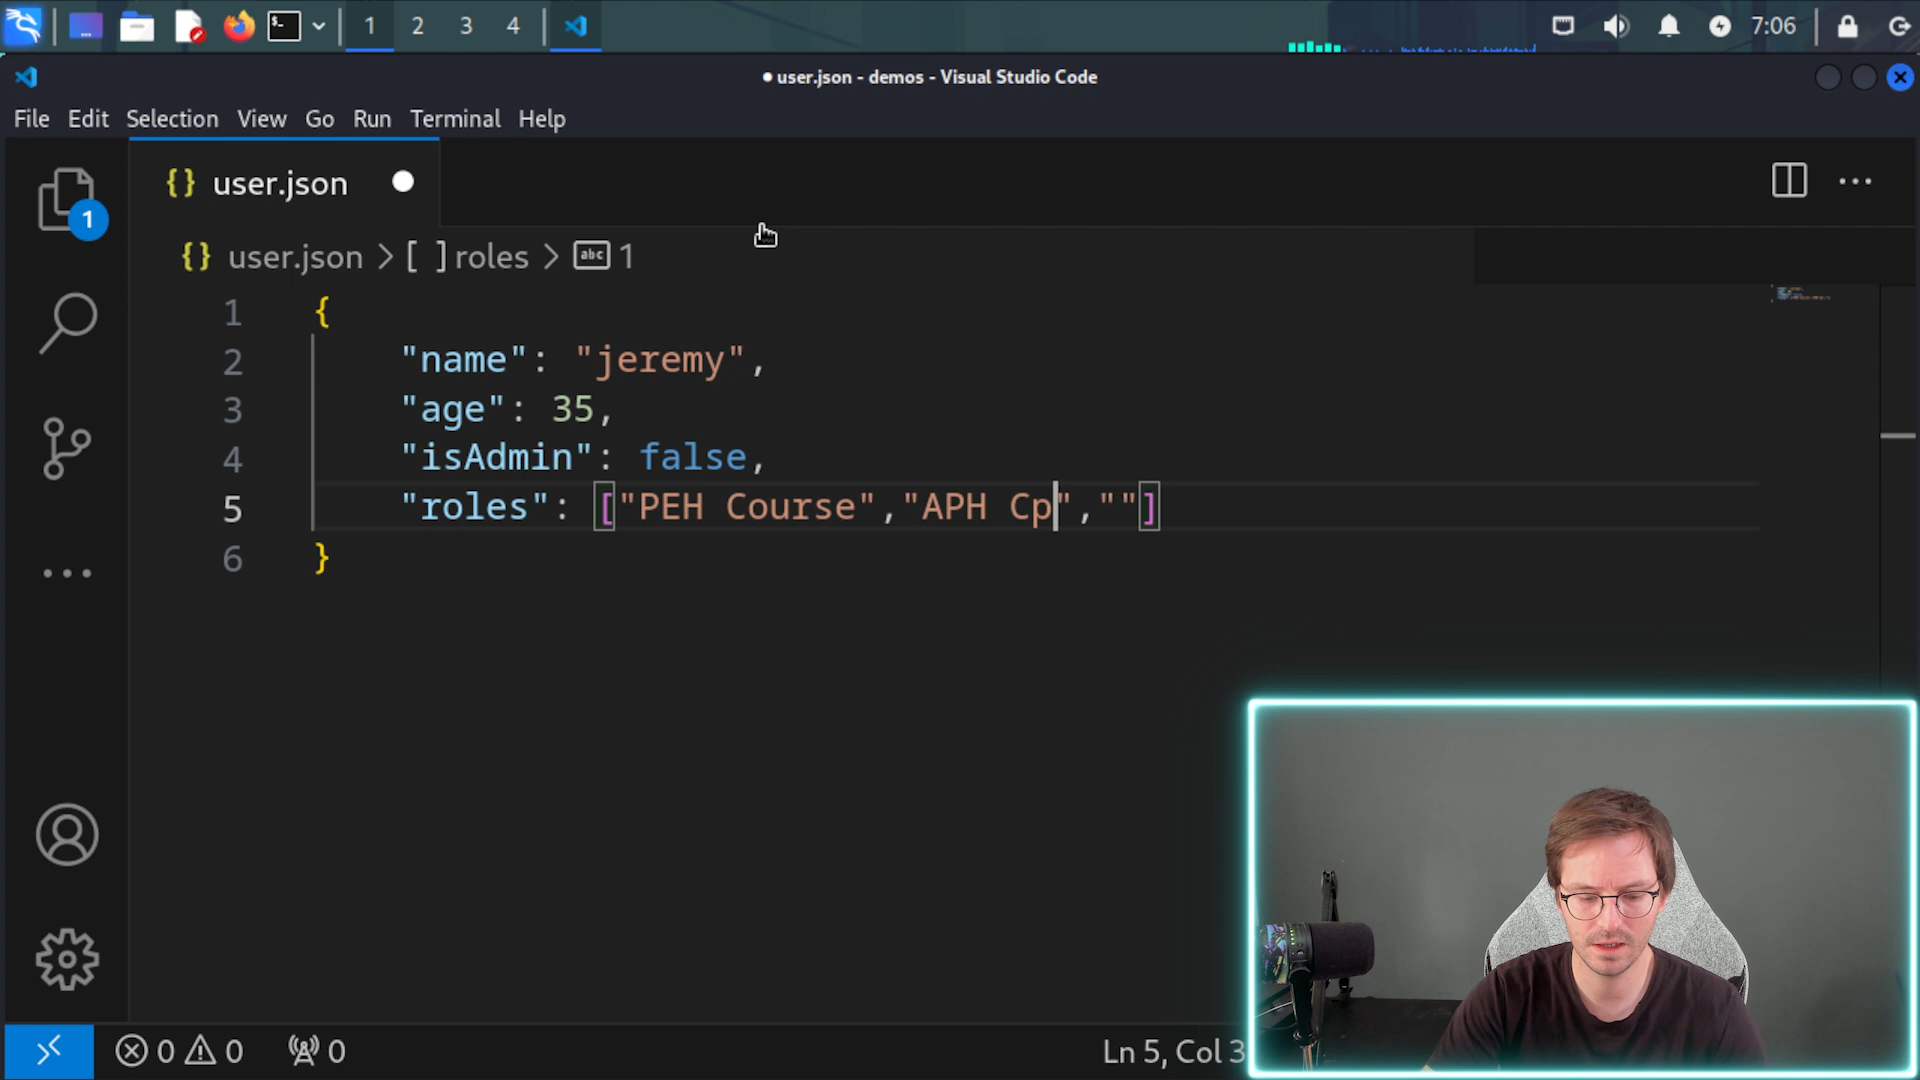 1 2 3 4 7:06
user.json - demos - Visual Studio Code
File Edit Selection View Go Run Terminal Help
{} user.json
1
{} user.json > [ ] roles > abc 1
1 {
2 "name": "jeremy",
3 "age": 35,
4 "isAdmin": false,
5 "roles": ["PEH Course","APH Cp",""]
6 }
0 0 0 Ln 5, Col 3